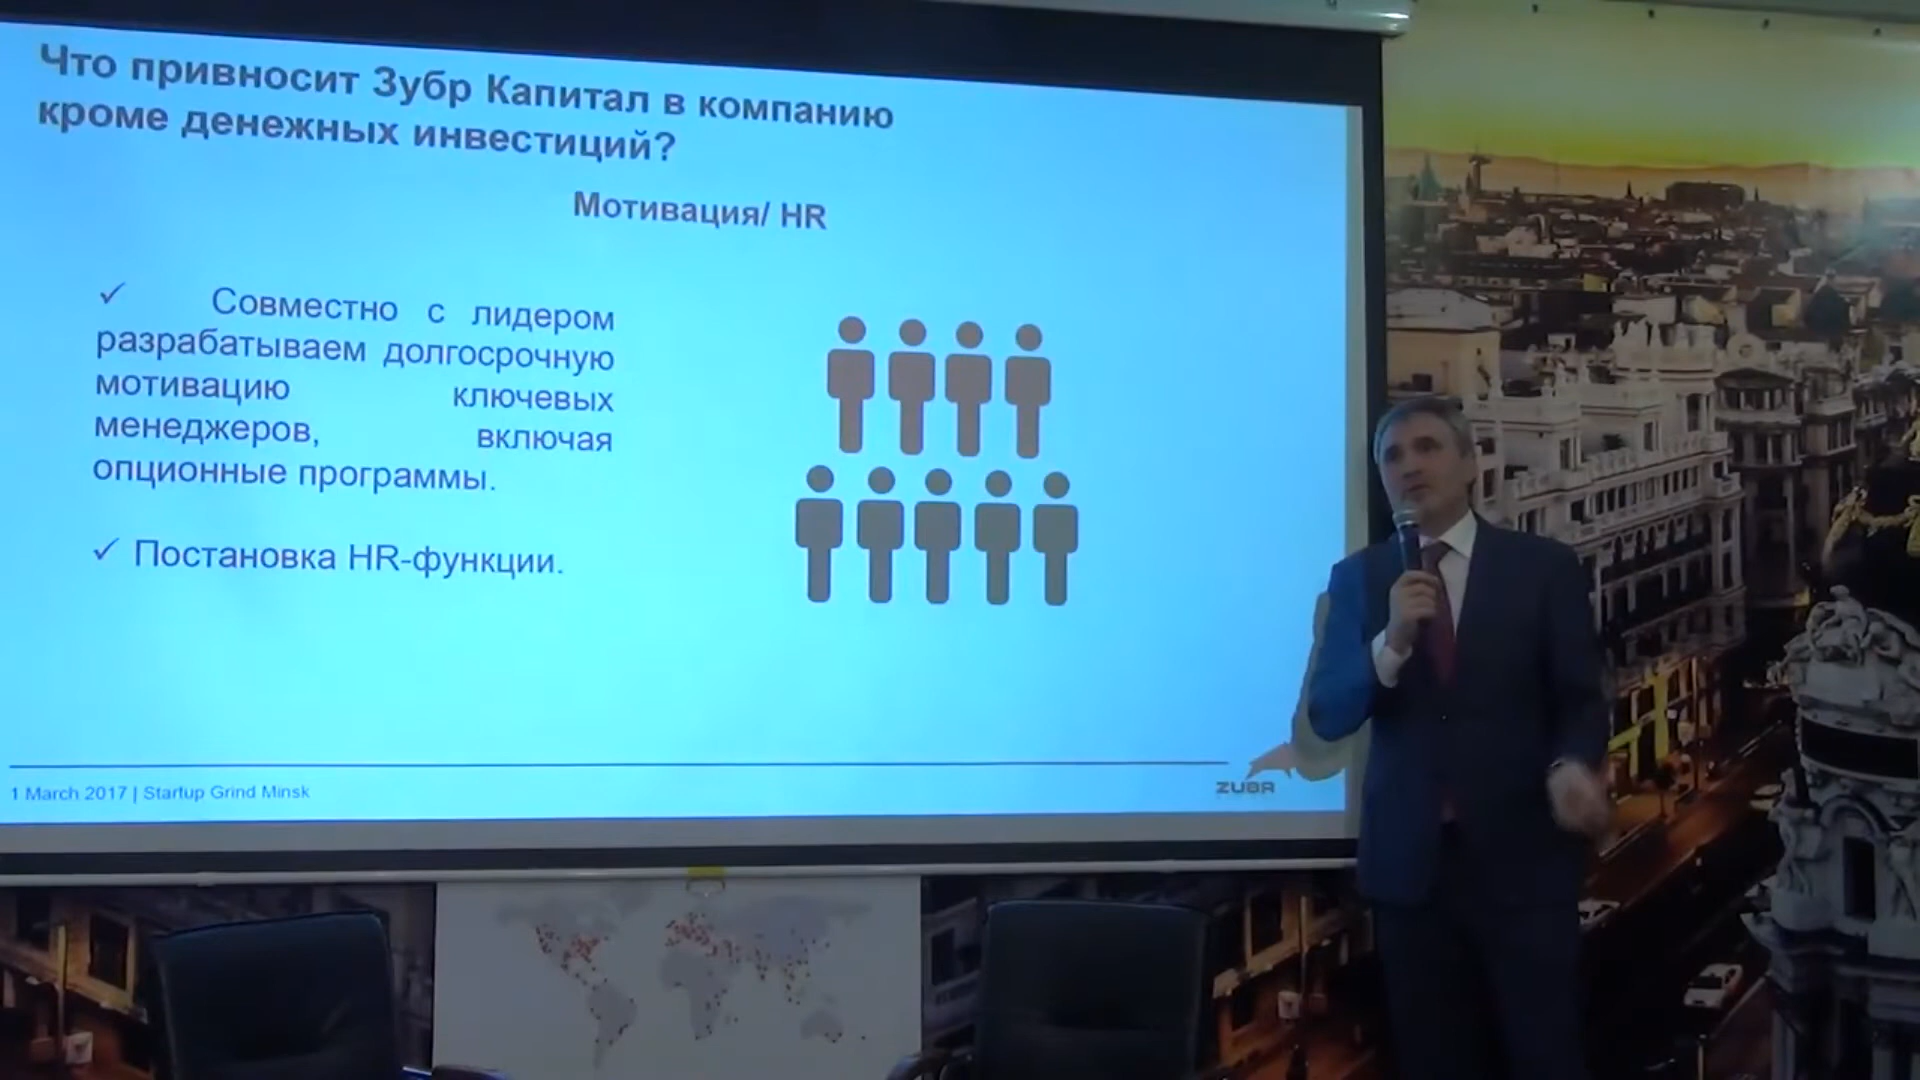 Что привносит Зубр Капитал в компанию
кроме денежных инвестиций?
Мотивация/ HR
✓ Совместно с лидером
разрабатываем долгосрочную
мотивацию ключевых
менеджеров, включая
опционные программы.
✓ Постановка HR-функции.
1 March 2017 | Startup Grind Minsk
ZUBR